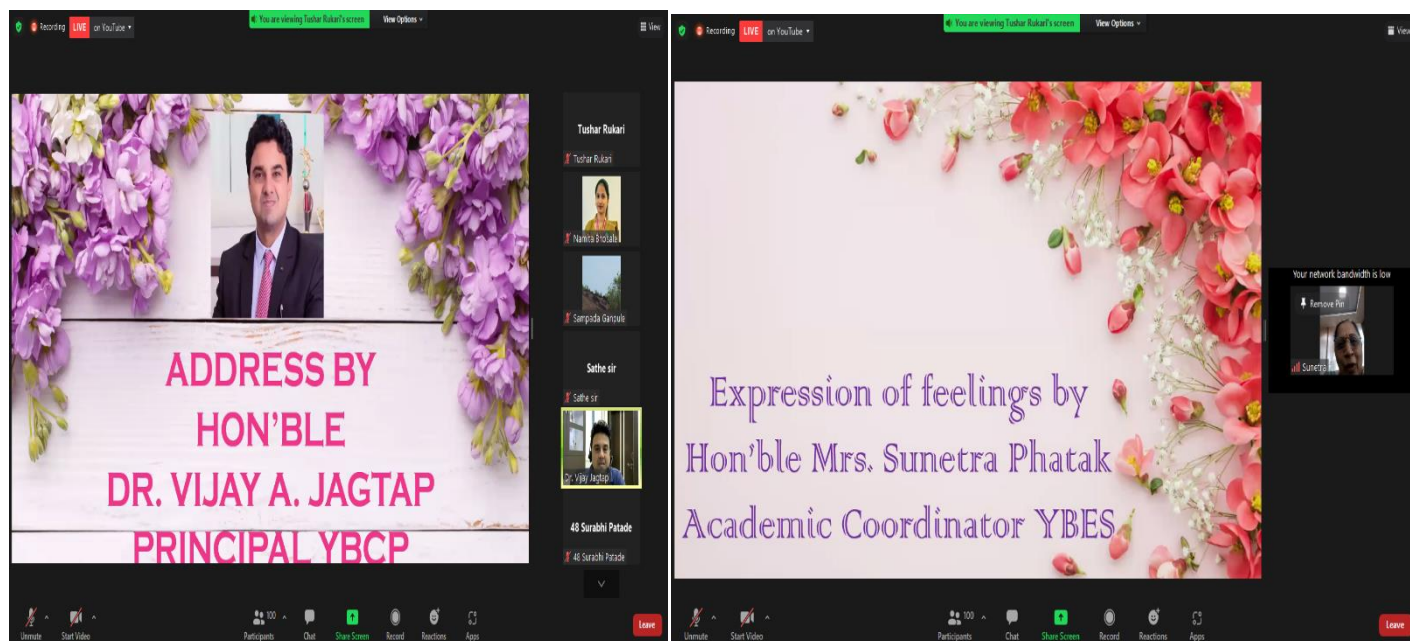 Recording LIVE on YouTube
You are viewing Tushar Rukari's screen View Options
View
ADDRESS BY
HON'BLE
DR. VIJAY A. JAGTAP
PRINCIPAL YBCP
Tushar Rukari
Tushar Rukari
Namita Bhosale
Sampada Ganpule
Sathe sir
Sathe sir
Dr. Vijay Jagtap
48 Surabhi Patade
48 Surabhi Patade
Unmute Start Video 100 Participants Chat Share Screen Record Reactions Apps Leave
Recording LIVE on YouTube
You are viewing Tushar Rukari's screen View Options
View
Expression of feelings by
Hon'ble Mrs. Sunetra Phatak
Academic Coordinator YBES
Your network bandwidth is low
Remove Pin
Sunetra
Unmute Start Video 100 Participants Chat Share Screen Record Reactions Apps Leave